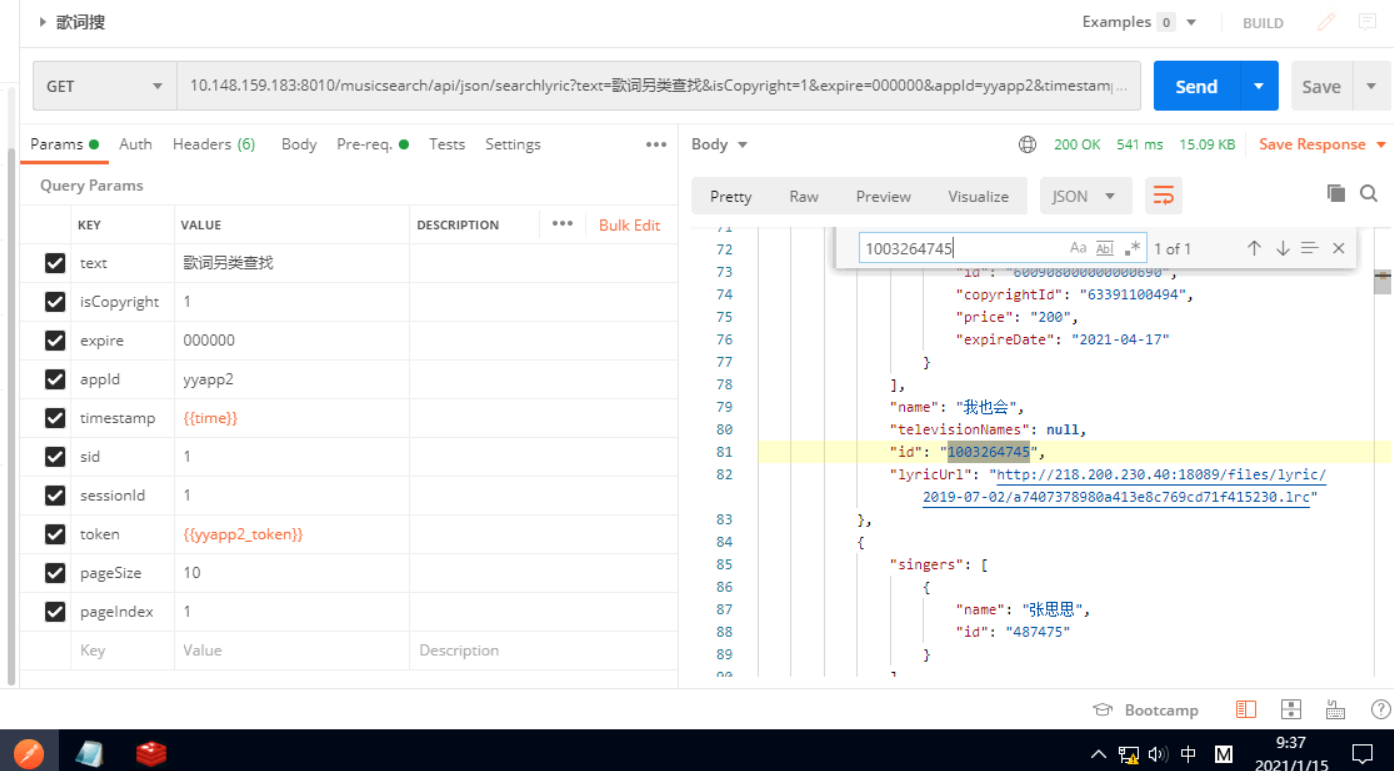 歌词搜
Examples 0
BUILD
GET
10.148.159.183:8010/musicsearch/api/json/searchlyric?text=歌词另类查找&isCopyright=1&expire=000000&appId=yyapp2&timestamp...
Send
Save
Params
Auth
Headers (6)
Body
Pre-req.
Tests
Settings
Query Params
KEY VALUE DESCRIPTION Bulk Edit
text 歌词另类查找
isCopyright 1
expire 000000
appId yyapp2
timestamp {{time}}
sid 1
sessionId 1
token {{yyapp2_token}}
pageSize 10
pageIndex 1
Key Value Description
Body
200 OK 541 ms 15.09 KB Save Response
Pretty Raw Preview Visualize JSON
1003264745 Aa Abl .* 1 of 1
71
72
73 "id": "600908000000000690",
74 "copyrightId": "63391100494",
75 "price": "200",
76 "expireDate": "2021-04-17"
77 }
78 ],
79 "name": "我也会",
80 "televisionNames": null,
81 "id": "1003264745",
82 "lyricUrl": "http://218.200.230.40:18089/files/lyric/
2019-07-02/a7407378980a413e8c769cd71f415230.lrc"
83 },
84 {
85 "singers": [
86 {
87 "name": "张思思",
88 "id": "487475"
89 }
90 ]
Bootcamp
中 M
9:37
2021/1/15